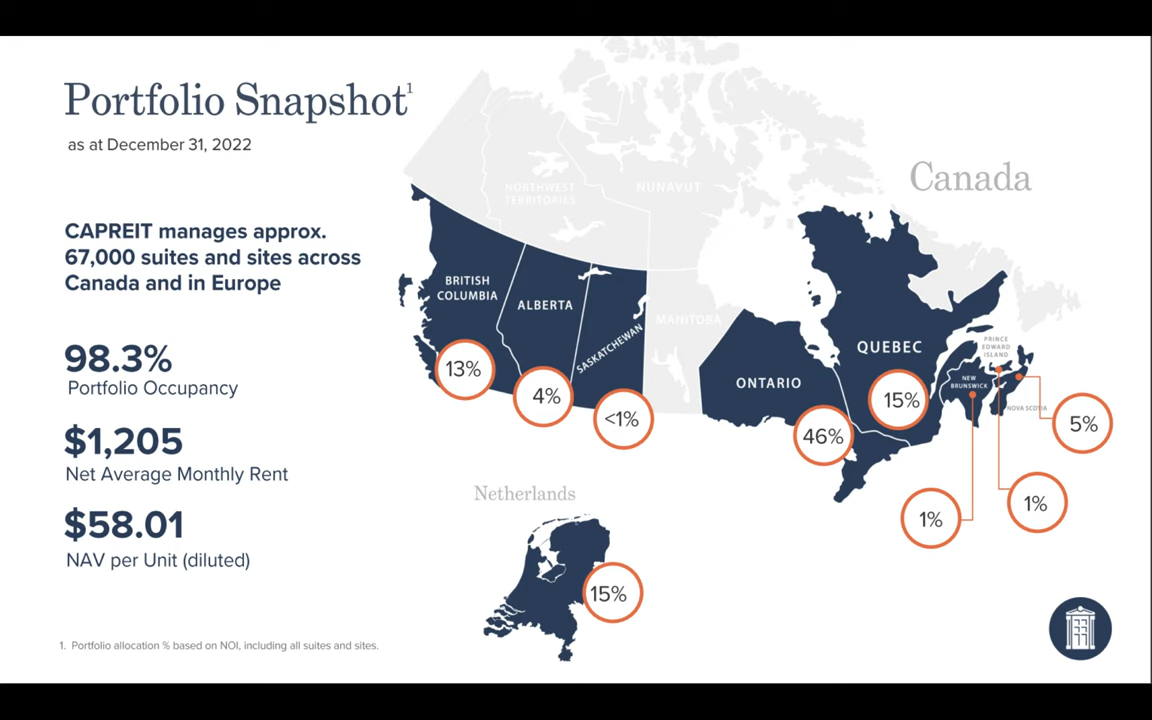 Portfolio Snapshot¹
as at December 31, 2022
Canada
NORTHWEST
TERRITORIES
NUNAVUT
CAPREIT manages approx.
67,000 suites and sites across
Canada and in Europe
BRITISH
COLUMBIA
ALBERTA
SASKATCHEWAN
MANITOBA
ONTARIO
QUEBEC
PRINCE
EDWARD
ISLAND
NEW
BRUNSWICK
NOVA SCOTIA
98.3%
Portfolio Occupancy
13%
4%
<1%
46%
15%
5%
1%
1%
$1,205
Net Average Monthly Rent
$58.01
NAV per Unit (diluted)
Netherlands
15%
1. Portfolio allocation % based on NOI, including all suites and sites.